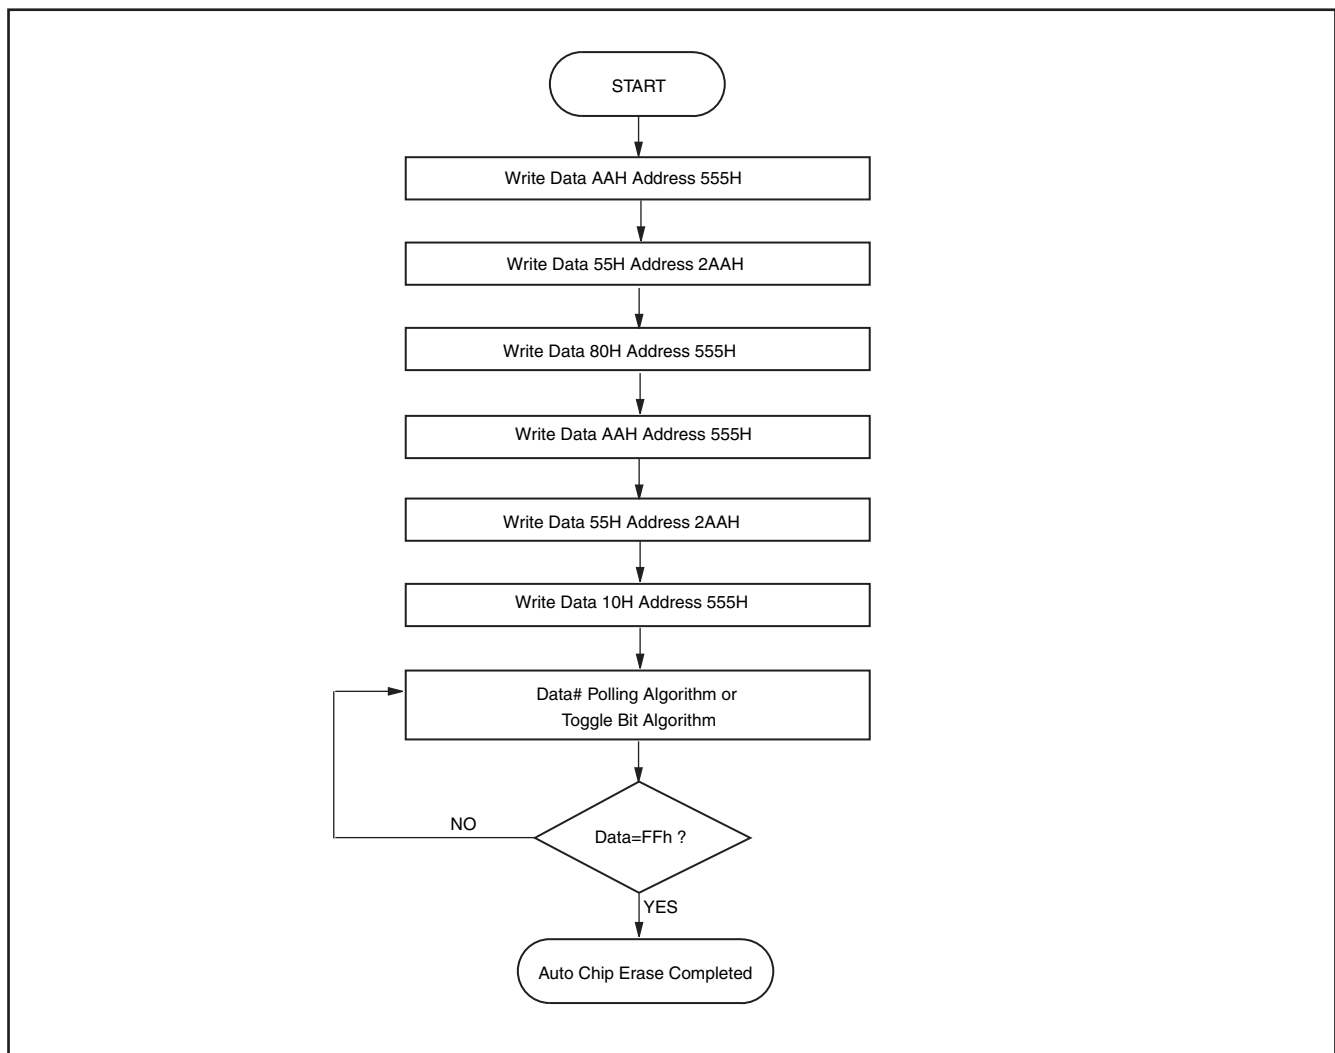 START
Write Data AAH Address 555H
Write Data 55H Address 2AAH
Write Data 80H Address 555H
Write Data AAH Address 555H
Write Data 55H Address 2AAH
Write Data 10H Address 555H
Data# Polling Algorithm or
Toggle Bit Algorithm
NO
Data=FFh ?
YES
Auto Chip Erase Completed